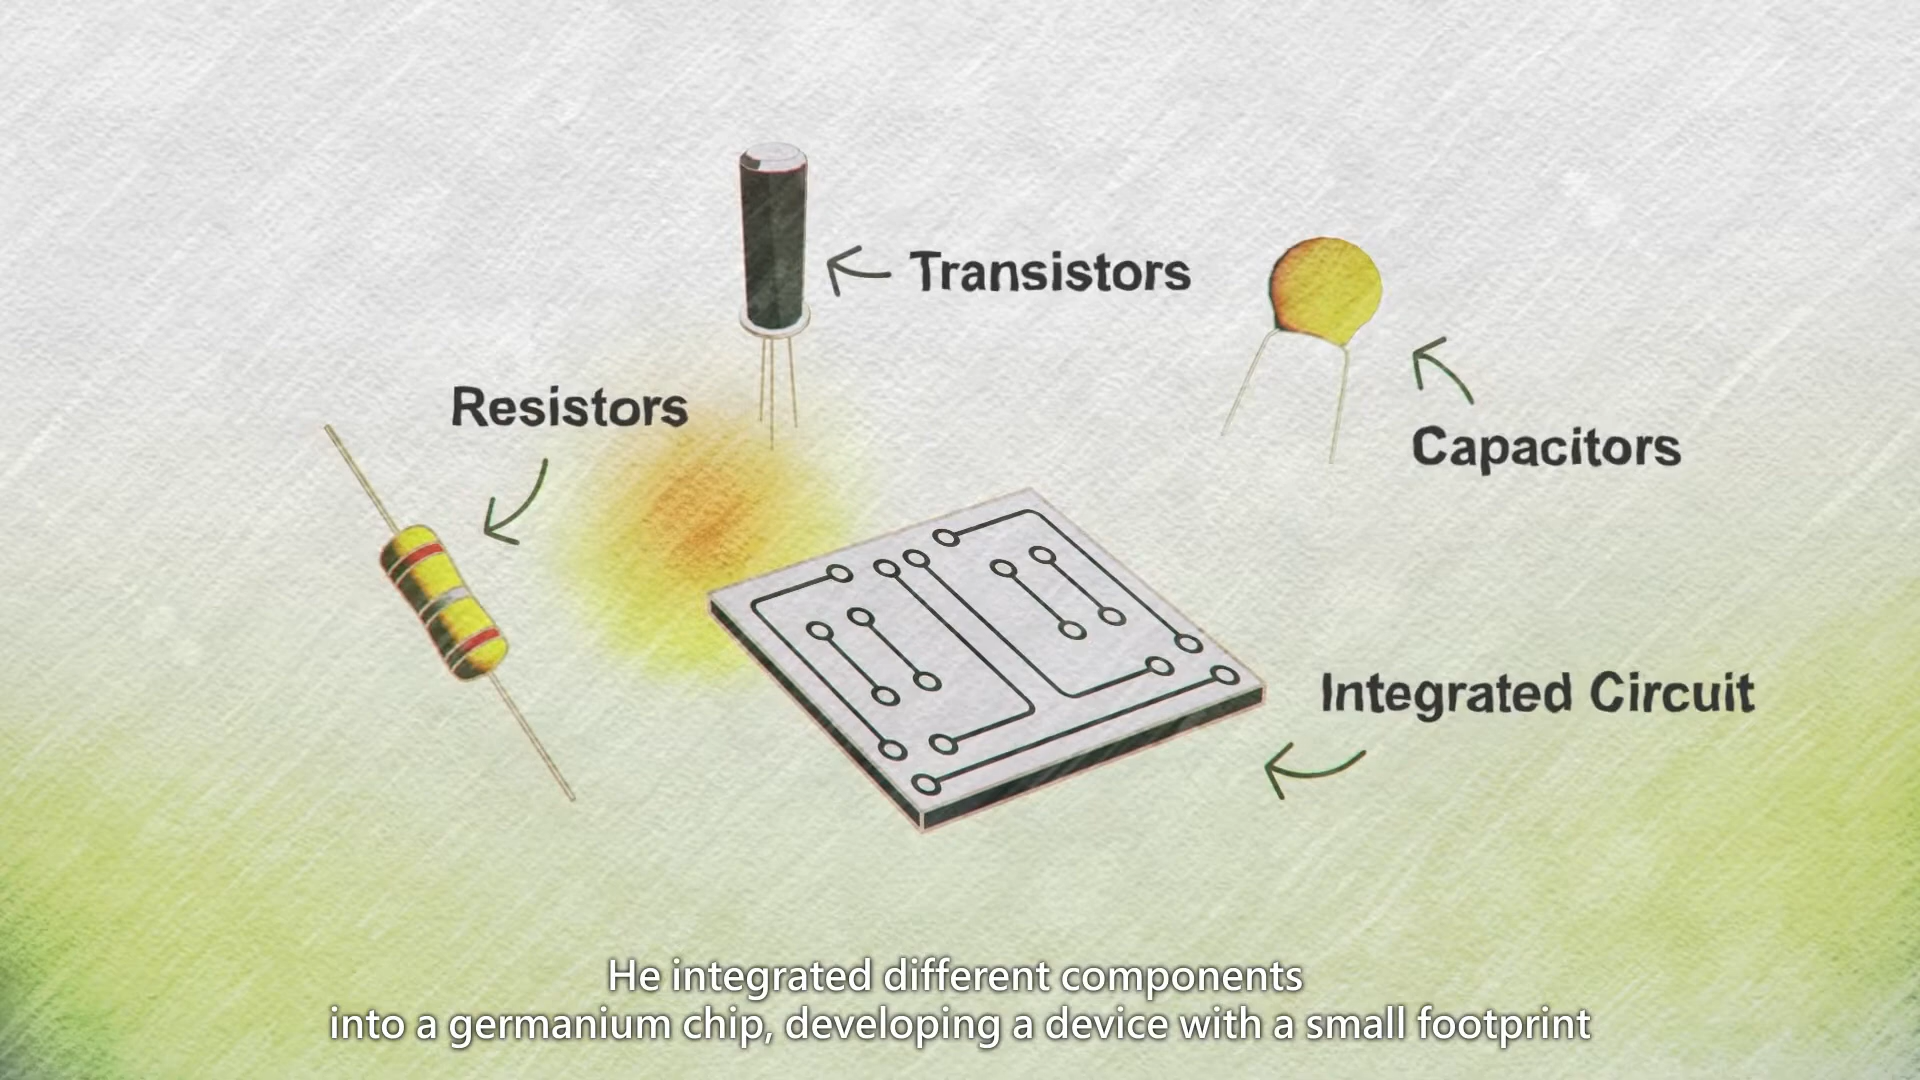 Transistors
Resistors
Capacitors
Integrated Circuit
He integrated different components
into a germanium chip, developing a device with a small footprint